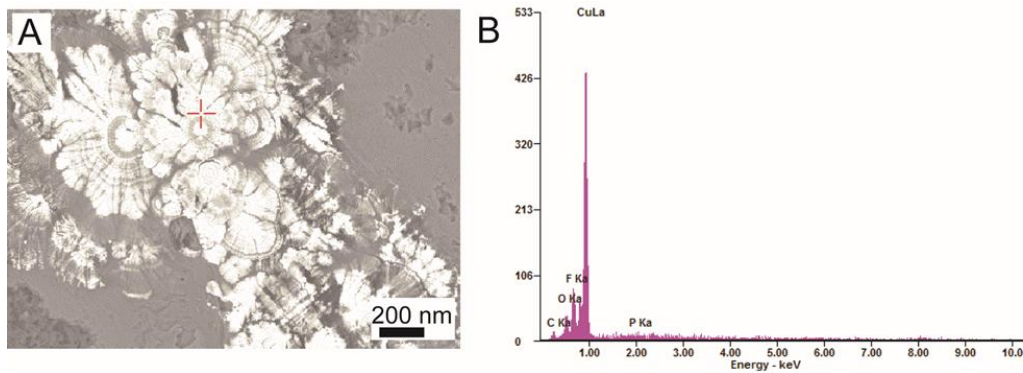 A
200 nm
B
CuLa
533
426
320
213
106
0
F Ka
O Ka
C Ka
P Ka
1.00 2.00 3.00 4.00 5.00 6.00 7.00 8.00 9.00 10.0
Energy - keV